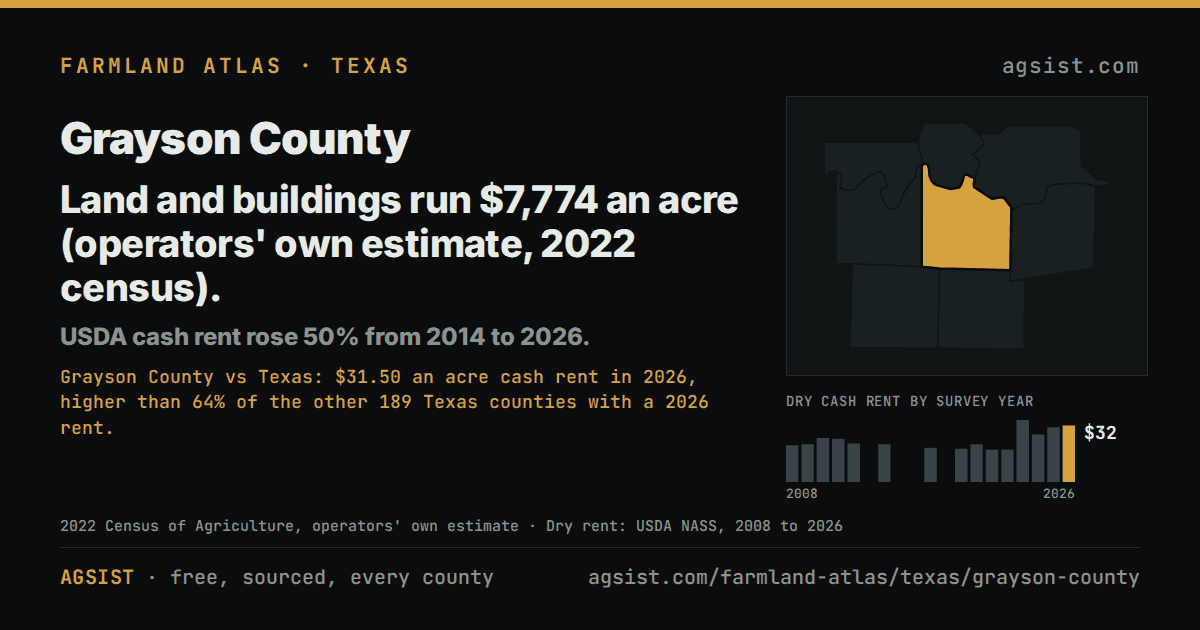 FARMLAND ATLAS · TEXAS
agsist.com
Grayson County
Land and buildings run $7,774 an acre
(operators' own estimate, 2022
census).
USDA cash rent rose 50% from 2014 to 2026.
Grayson County vs Texas: $31.50 an acre cash rent in 2026,
higher than 64% of the other 189 Texas counties with a 2026
rent.
DRY CASH RENT BY SURVEY YEAR
$32
2008
2026
2022 Census of Agriculture, operators' own estimate · Dry rent: USDA NASS, 2008 to 2026
AGSIST · free, sourced, every county
agsist.com/farmland-atlas/texas/grayson-county